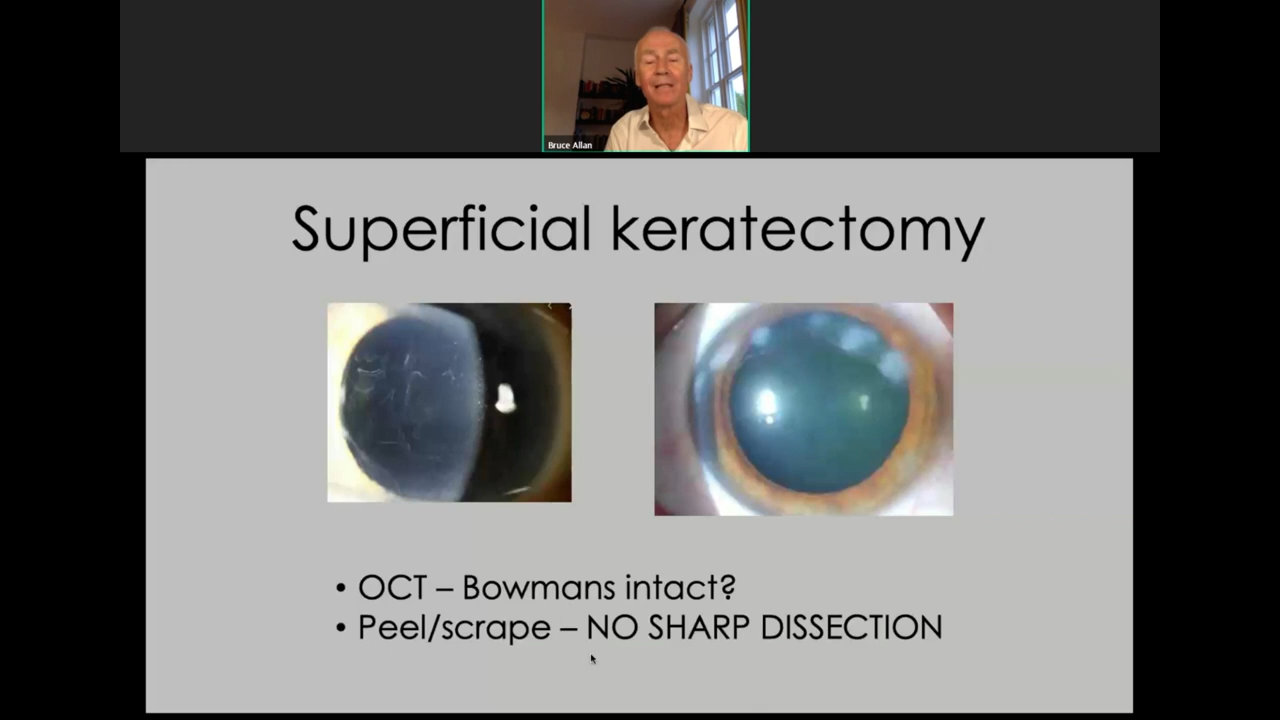 Bruce Allan
Superficial keratectomy
• OCT – Bowmans intact?
• Peel/scrape – NO SHARP DISSECTION